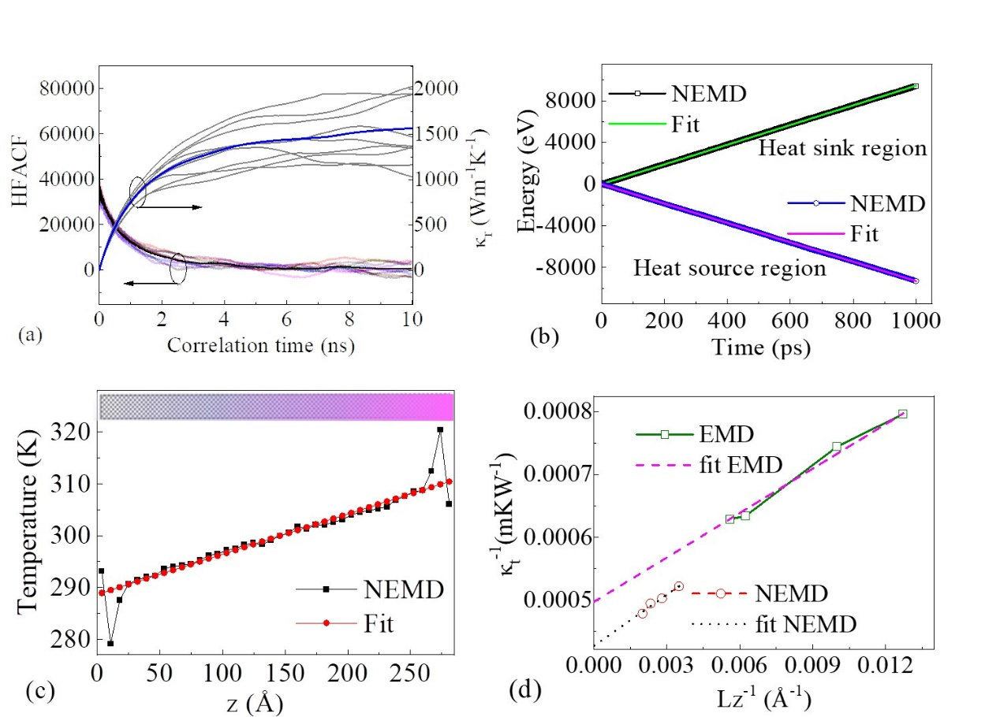 80000
60000
40000
20000
0
HFACF
2000
1500
1000
500
0
κr (Wm-1K-1)
0 2 4 6 8 10
Correlation time (ns)
(a)
8000
4000
0
-4000
-8000
Energy (eV)
NEMD
Fit
Heat sink region
NEMD
Fit
Heat source region
0 200 400 600 800 1000
Time (ps)
(b)
320
310
300
290
280
Temperature (K)
NEMD
Fit
0 50 100 150 200 250
z (Å)
(c)
0.0008
0.0007
0.0006
0.0005
κt-1(mKW-1)
EMD
fit EMD
NEMD
fit NEMD
0.000 0.003 0.006 0.009 0.012
Lz-1 (Å-1)
(d)